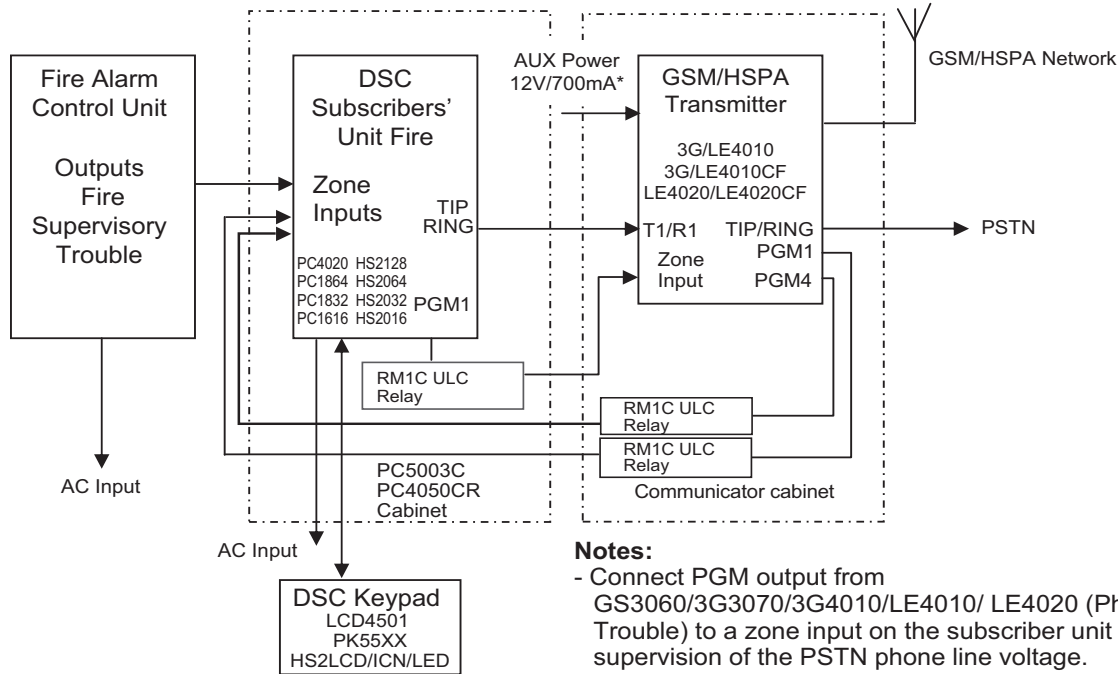 Fire Alarm
Control Unit
Outputs
Fire
Supervisory
Trouble
AC Input
DSC
Subscribers'
Unit Fire
Zone
Inputs
TIP
RING
PC4020 HS2128
PC1864 HS2064
PC1832 HS2032
PC1616 HS2016
PGM1
RM1C ULC
Relay
PC5003C
PC4050CR
Cabinet
AC Input
DSC Keypad
LCD4501
PK55XX
HS2LCD/ICN/LED
AUX Power
12V/700mA*
GSM/HSPA
Transmitter
3G/LE4010
3G/LE4010CF
LE4020/LE4020CF
T1/R1
TIP/RING
Zone
Input
PGM1
PGM4
GSM/HSPA Network
PSTN
RM1C ULC
Relay
RM1C ULC
Relay
Communicator cabinet
Notes:
- Connect PGM output from
GS3060/3G3070/3G4010/LE4010/ LE4020
Trouble) to a zone input on the subscriber unit
supervision of the PSTN phone line voltage.